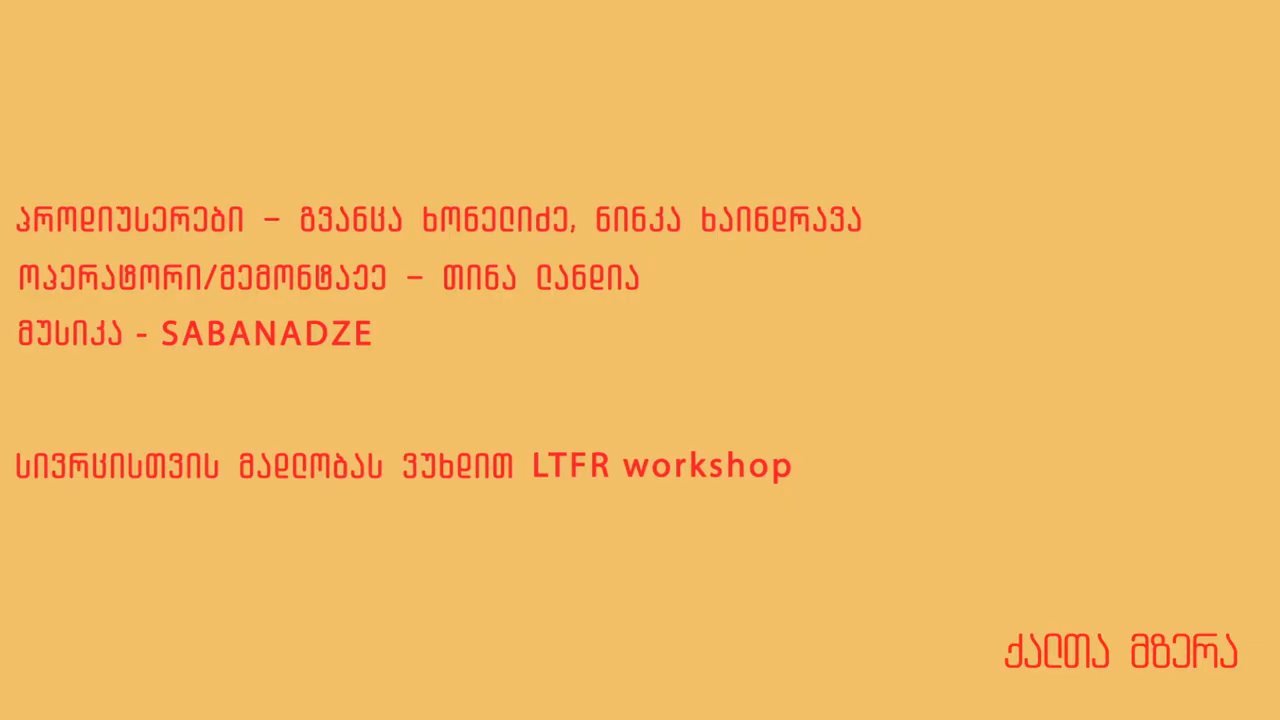 პროდიუსერები – გვანცა ხონელიძე, ნინკა ხაინდრავა
ოპერატორი/მემონტაჟე – თინა ლანდია
მუსიკა - SABANADZE
სივრცისთვის მადლობას ვუხდით LTFR workshop
ქალთა მზერა